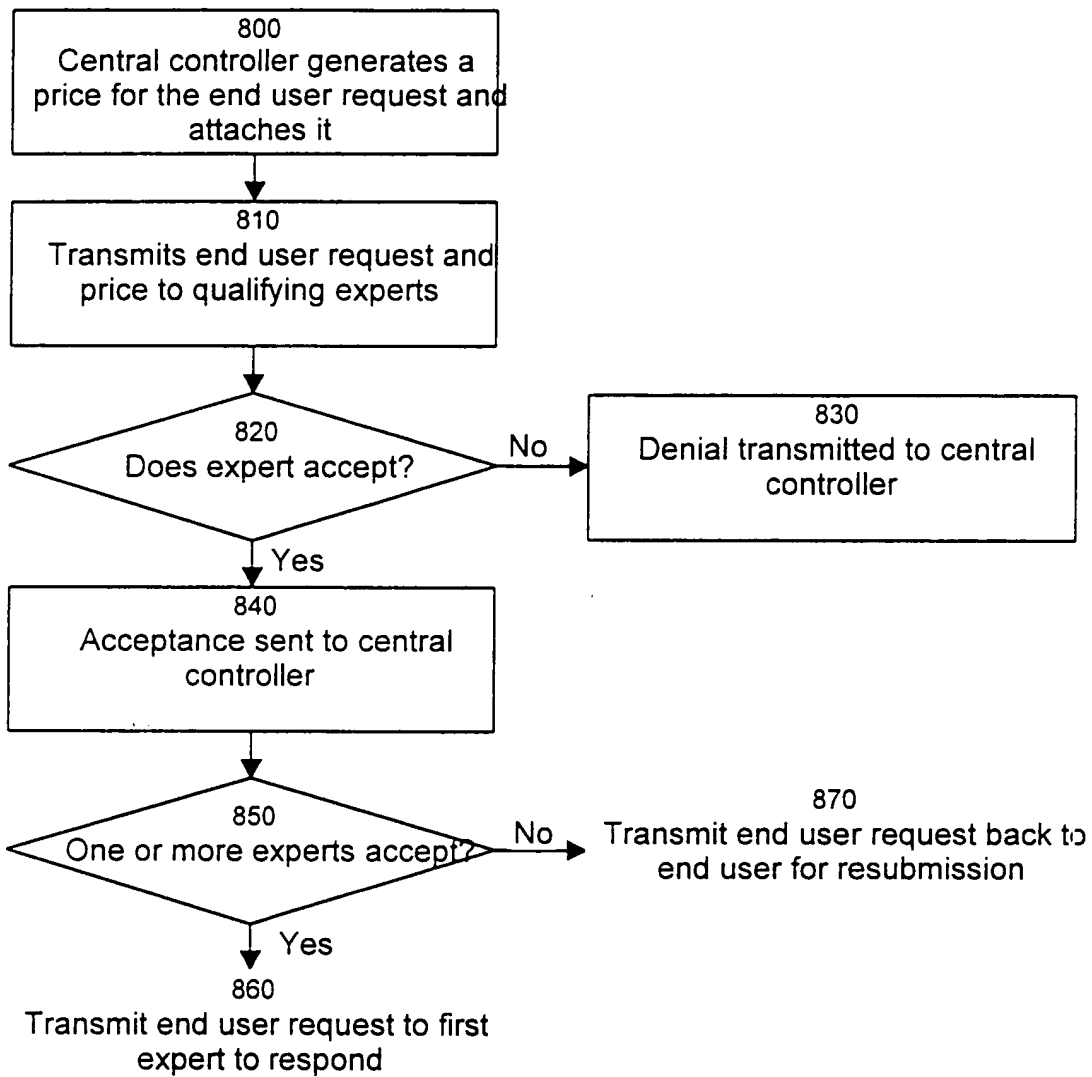 800
Central controller generates a
price for the end user request and
attaches it
810
Transmits end user request and
price to qualifying experts
820
Does expert accept?
No
830
Denial transmitted to central
controller
Yes
840
Acceptance sent to central
controller
850
One or more experts accept?
No
870
Transmit end user request back to
end user for resubmission
Yes
860
Transmit end user request to first
expert to respond